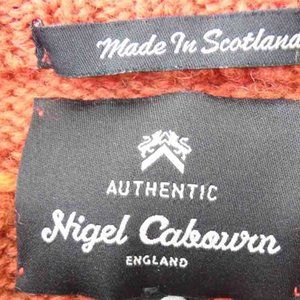 Made In Scotland
AUTHENTIC
Nigel Cabourn
ENGLAND